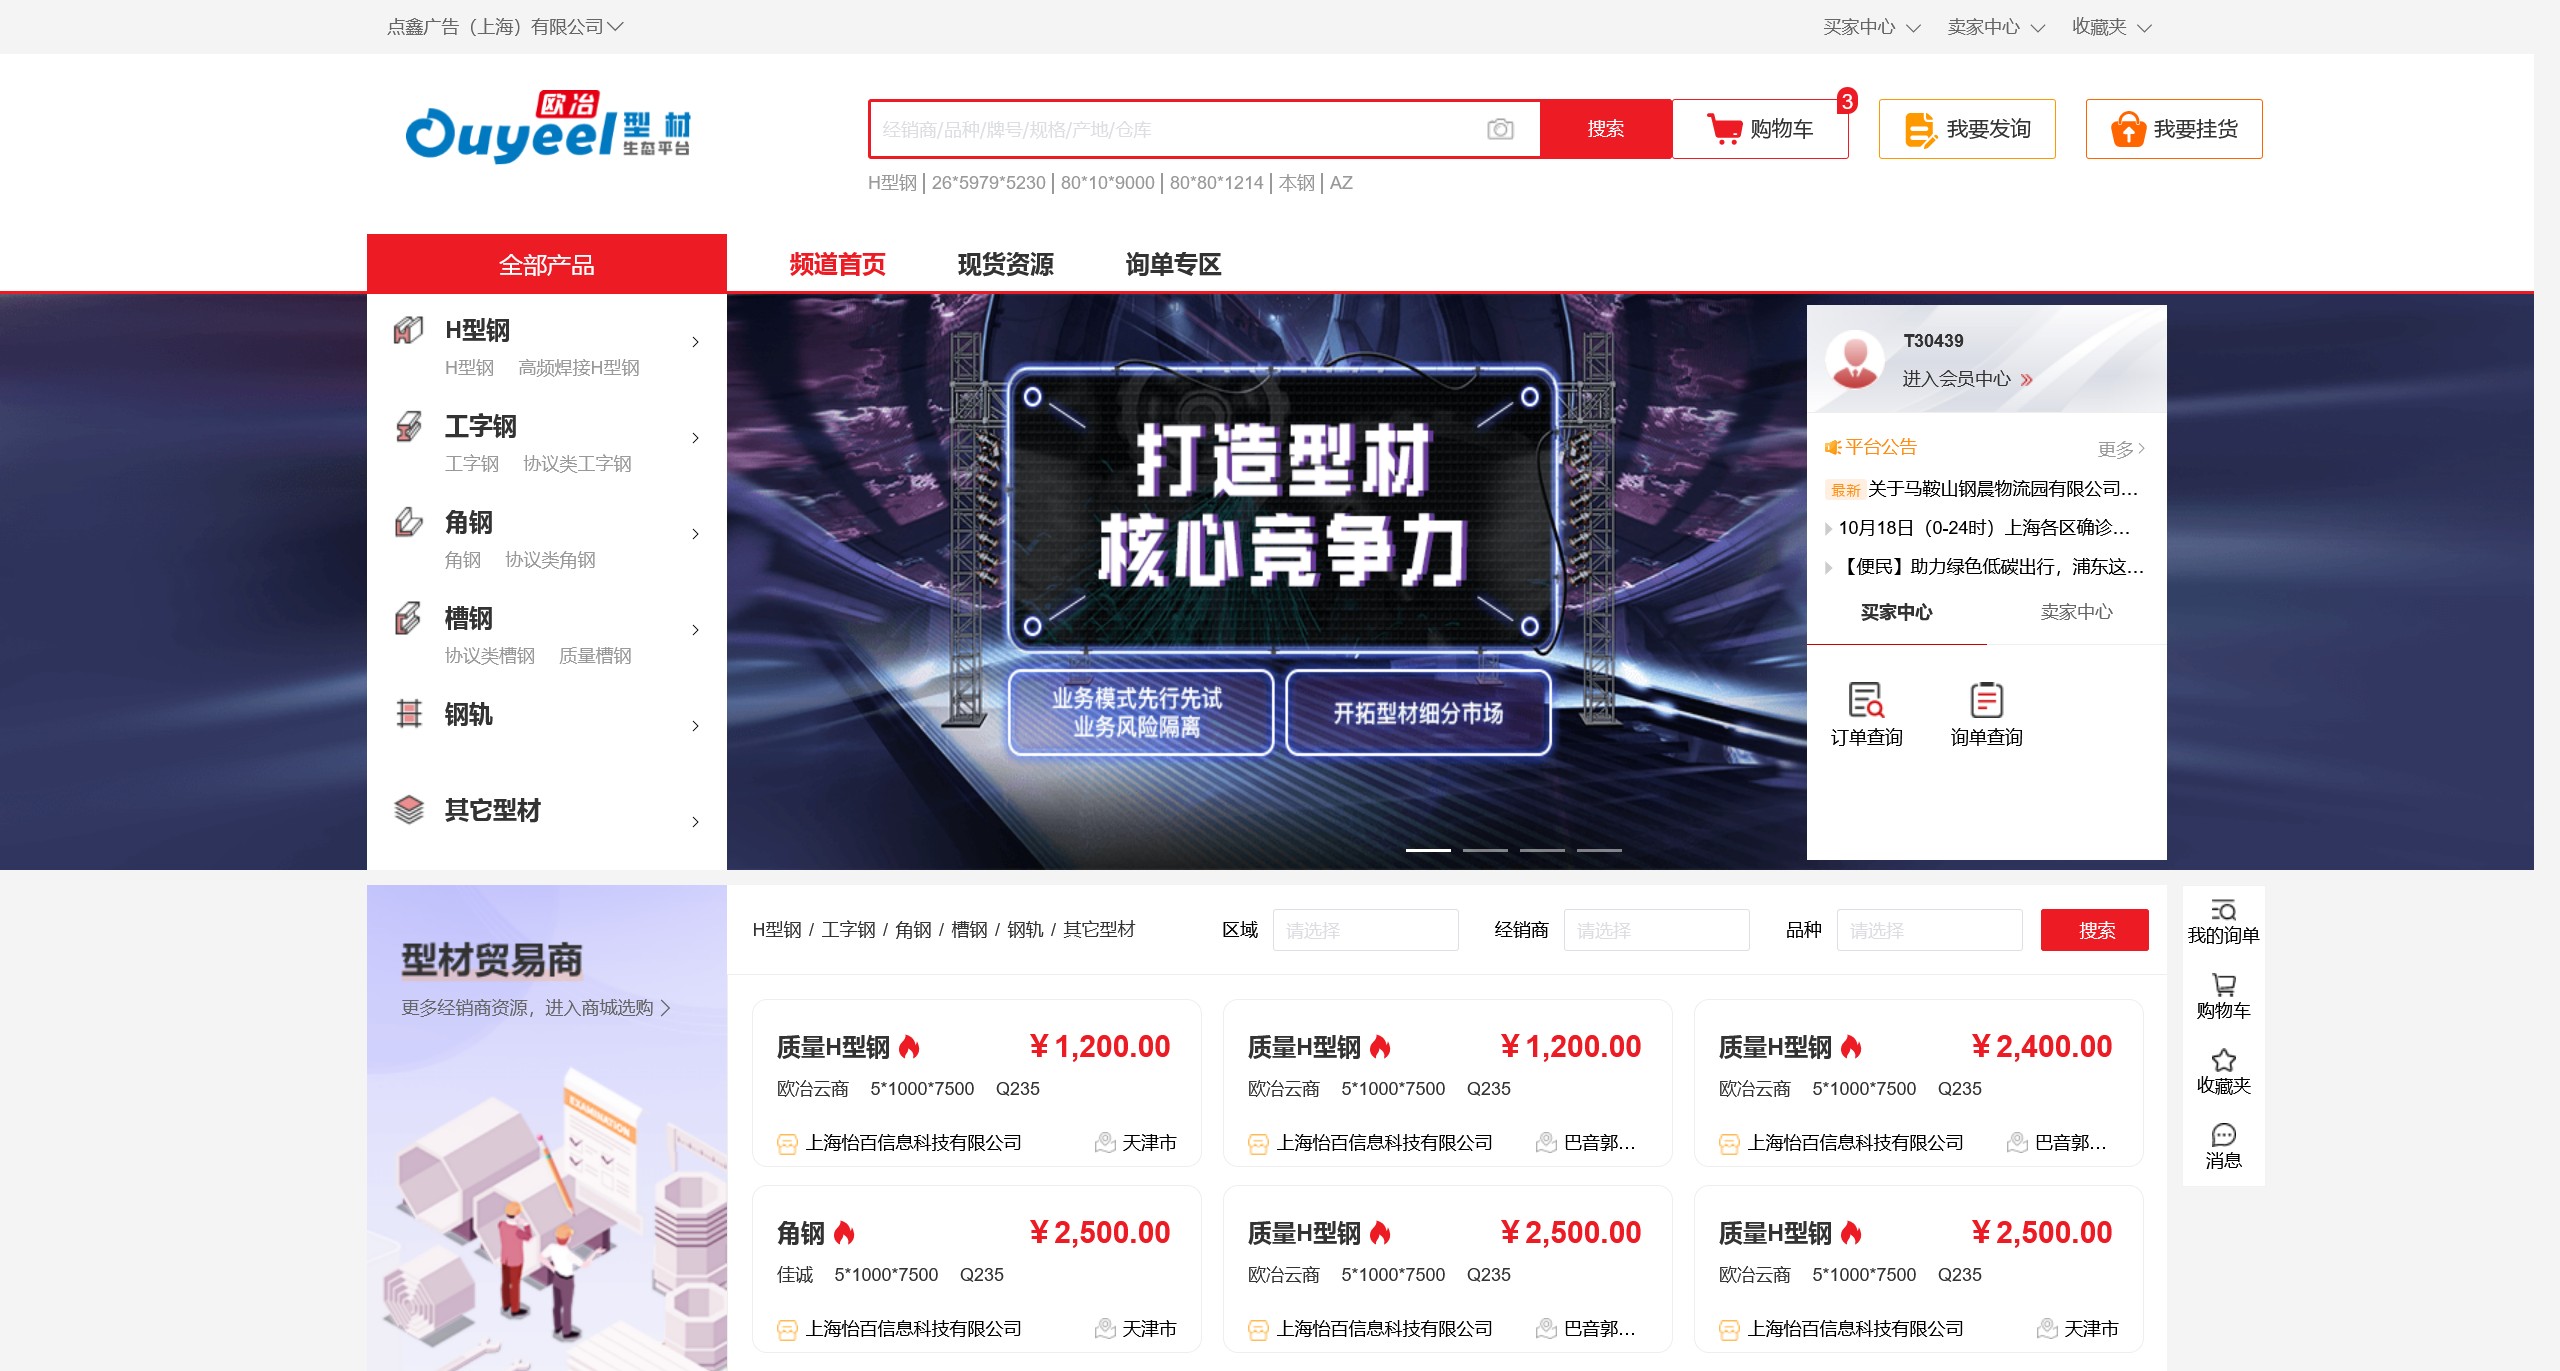 点鑫广告（上海）有限公司
买家中心 卖家中心 收藏夹
欧冶
Ouyeel 型材
生态平台
经销商/品种/牌号/规格/产地/仓库
搜索
购物车
3
我要发询
我要挂货
H型钢 | 26*5979*5230 | 80*10*9000 | 80*80*1214 | 本钢 | AZ
全部产品
频道首页 现货资源 询单专区
H型钢
H型钢 高频焊接H型钢
工字钢
工字钢 协议类工字钢
角钢
角钢 协议类角钢
槽钢
协议类槽钢 质量槽钢
钢轨
其它型材
打造型材
核心竞争力
业务模式先行先试
业务风险隔离
开拓型材细分市场
T30439
进入会员中心
平台公告 更多
最新 关于马鞍山钢晨物流园有限公司...
10月18日（0-24时）上海各区确诊...
【便民】助力绿色低碳出行，浦东这...
买家中心 卖家中心
订单查询 询单查询
型材贸易商
更多经销商资源，进入商城选购
EXAMINATION
H型钢 / 工字钢 / 角钢 / 槽钢 / 钢轨 / 其它型材
区域 请选择 经销商 请选择 品种 请选择 搜索
质量H型钢 ¥1,200.00
欧冶云商 5*1000*7500 Q235
上海怡百信息科技有限公司 天津市
质量H型钢 ¥1,200.00
欧冶云商 5*1000*7500 Q235
上海怡百信息科技有限公司 巴音郭...
质量H型钢 ¥2,400.00
欧冶云商 5*1000*7500 Q235
上海怡百信息科技有限公司 巴音郭...
角钢 ¥2,500.00
佳诚 5*1000*7500 Q235
上海怡百信息科技有限公司 天津市
质量H型钢 ¥2,500.00
欧冶云商 5*1000*7500 Q235
上海怡百信息科技有限公司 巴音郭...
质量H型钢 ¥2,500.00
欧冶云商 5*1000*7500 Q235
上海怡百信息科技有限公司 天津市
我的询单
购物车
收藏夹
消息